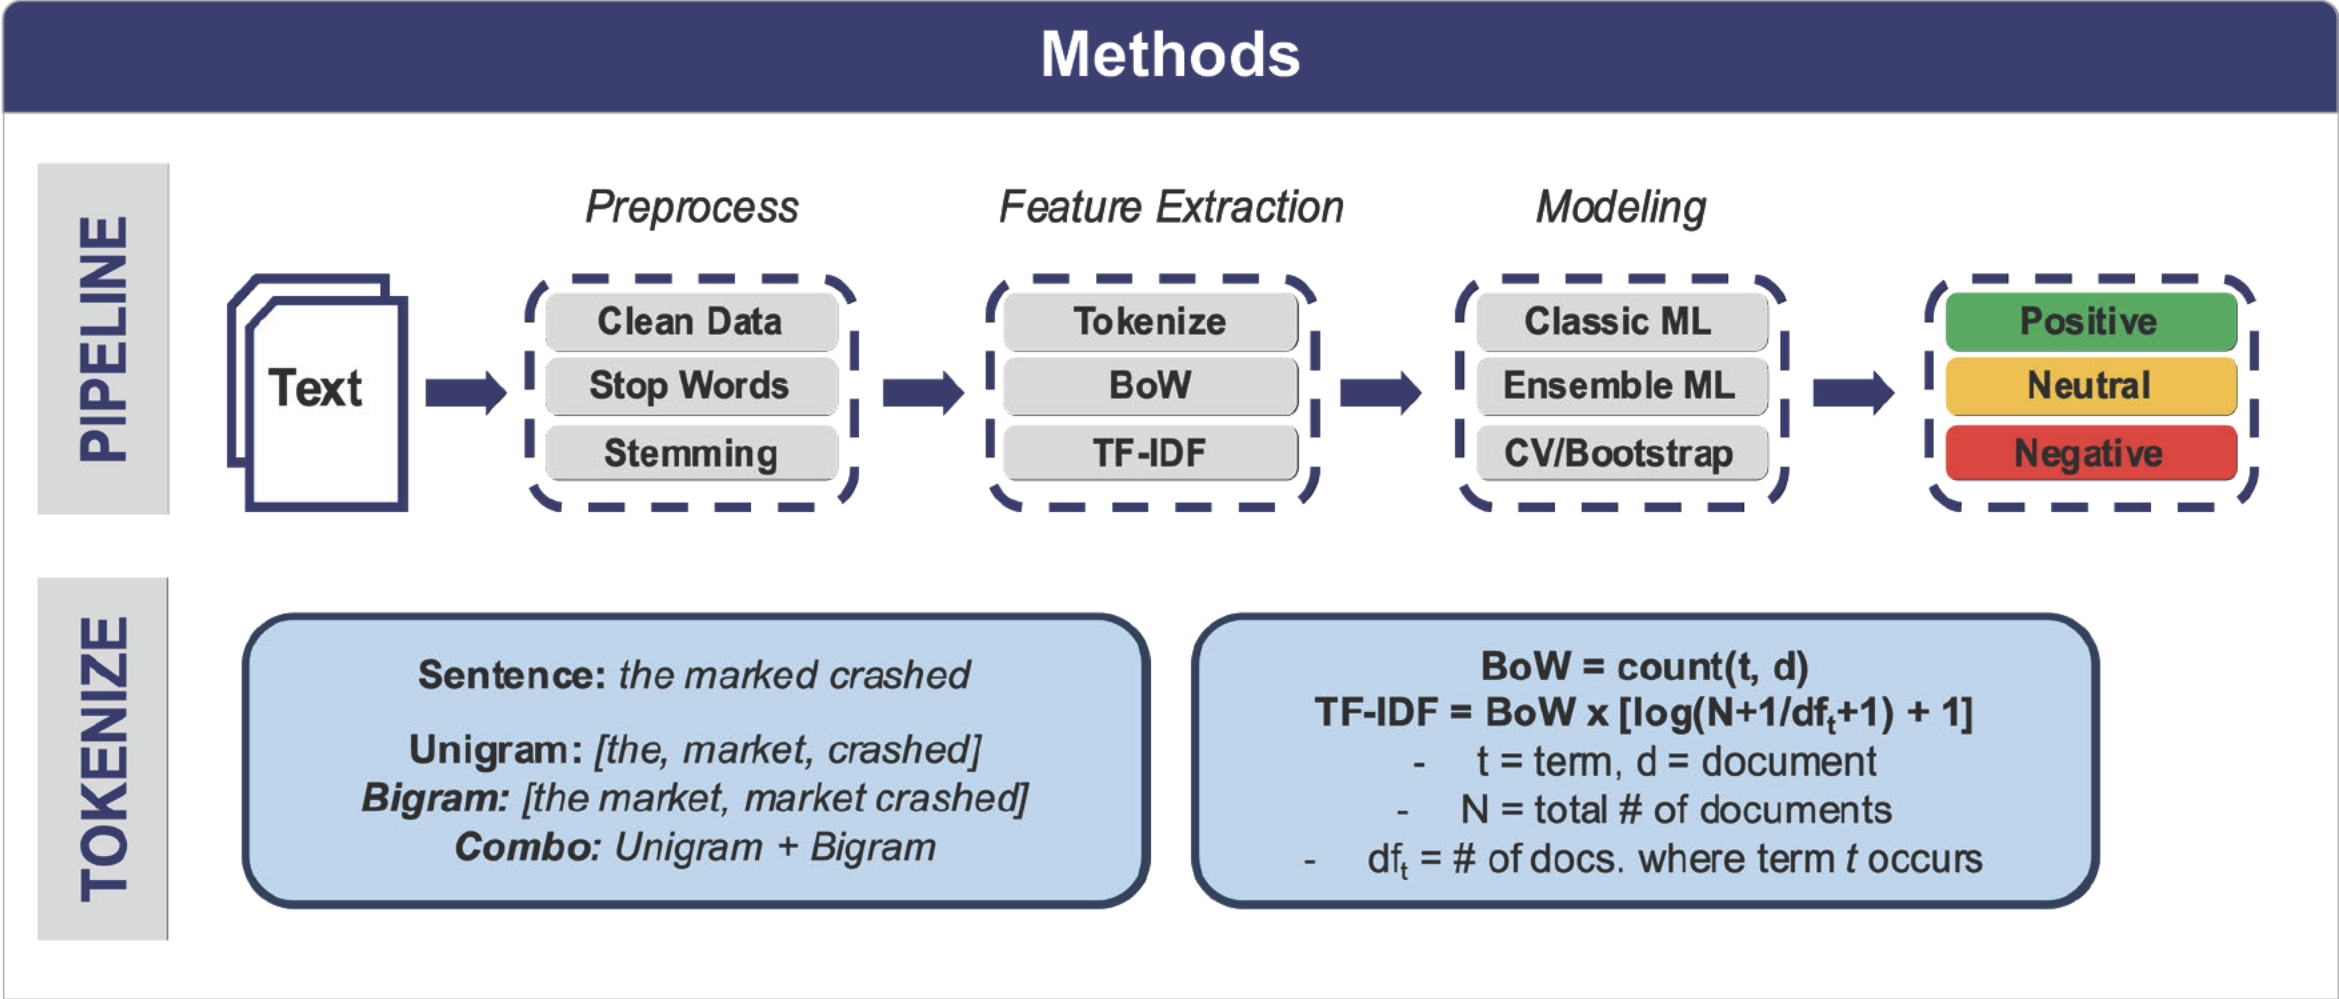 Methods
PIPELINE
Text
Preprocess
Clean Data
Stop Words
Stemming
Feature Extraction
Tokenize
BoW
TF-IDF
Modeling
Classic ML
Ensemble ML
CV/Bootstrap
Positive
Neutral
Negative
TOKENIZE
Sentence: the marked crashed
Unigram: [the, market, crashed]
Bigram: [the market, market crashed]
Combo: Unigram + Bigram
BoW = count(t, d)
TF-IDF = BoW x [log(N+1/dfₜ+1) + 1]
- t = term, d = document
- N = total # of documents
- dfₜ = # of docs. where term t occurs